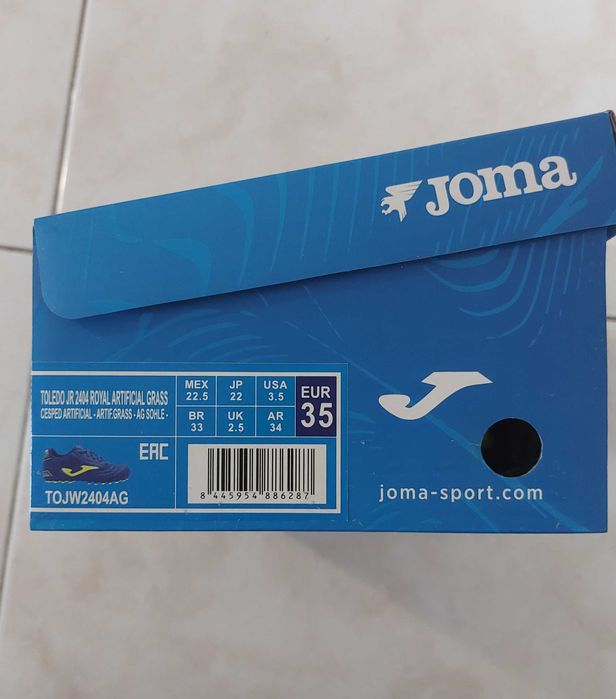 Joma
TOLEDO JR 2404 ROYAL ARTIFICIAL GRASS
CESPED ARTIFICIAL - ARTIF.GRASS - AG SOHLE -
MEX JP USA
22.5 22 3.5
BR UK AR
33 2.5 34
EUR
35
EAC
TOJW2404AG
8 445954 886287
joma-sport.com